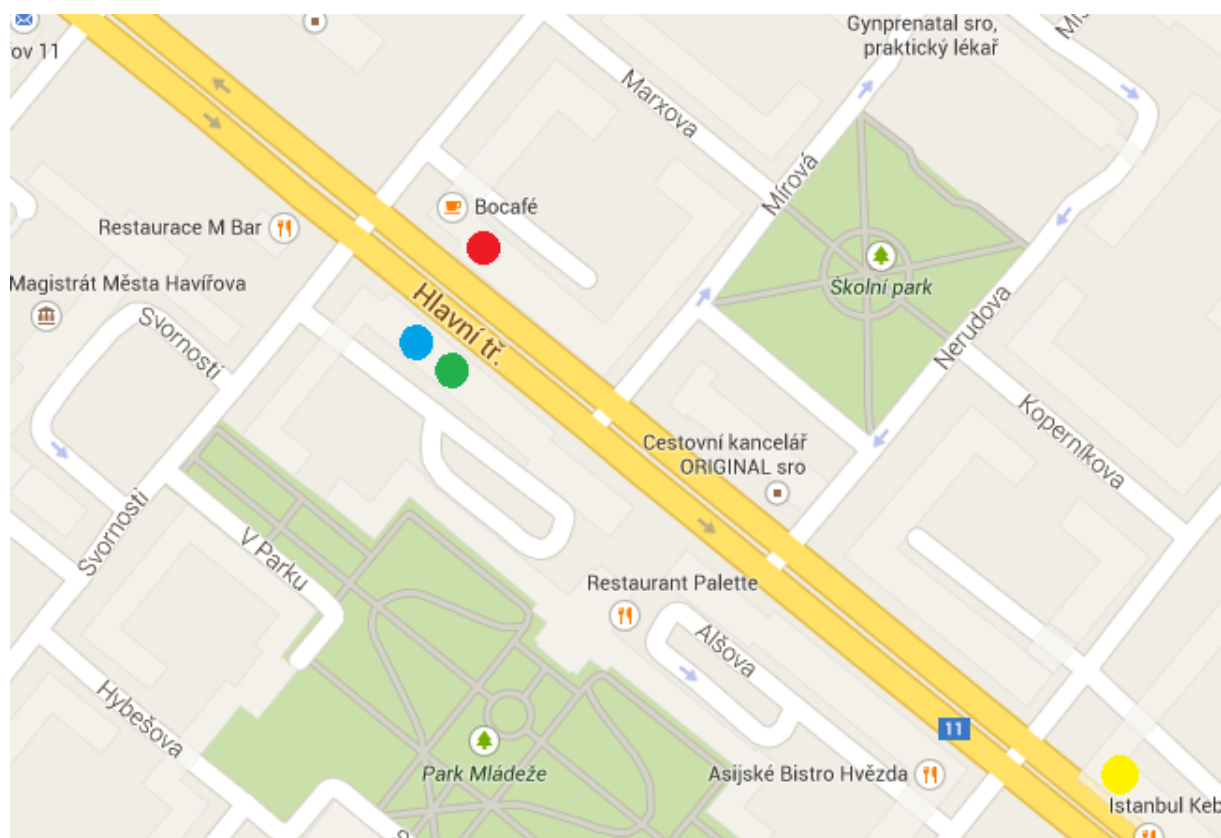 Gynprenatal sro,
praktický lékař
ov 11
Marxova
Mírová
Bocafé
Restaurace M Bar
Magistrát Města Havířova
Školní park
Hlavní tř.
Svornosti
Nerudova
Koperníkova
Cestovní kancelář
ORIGINAL sro
Svornosti
V Parku
Restaurant Palette
Alšova
Hybešova
11
Park Mládeže
Asijské Bistro Hvězda
Istanbul Keb